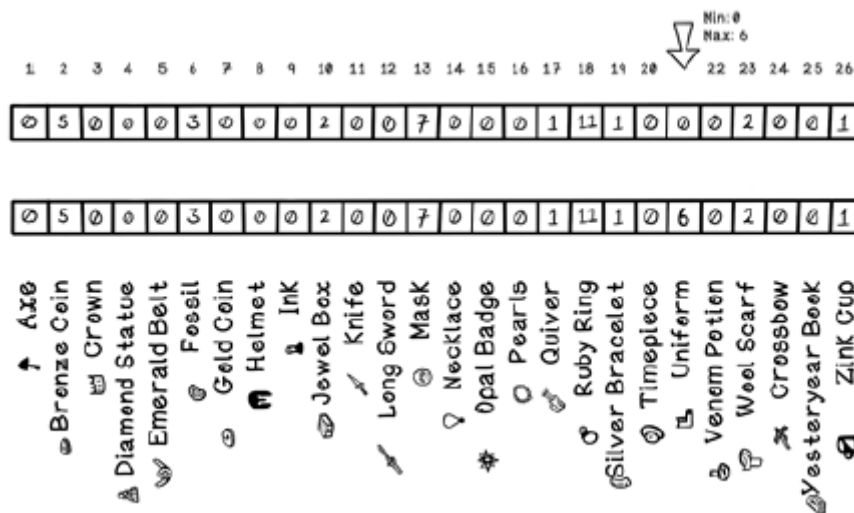 Min: 0
Max: 6
1 2 3 4 5 6 7 8 9 10 11 12 13 14 15 16 17 18 19 20 22 23 24 25 26
0 5 0 0 0 3 0 0 0 2 0 0 7 0 0 0 1 11 1 0 0 0 2 0 0 1
0 5 0 0 0 3 0 0 0 2 0 0 7 0 0 0 1 11 1 0 6 0 2 0 0 1
Axe
Bronze Coin
Crown
Diamond Statue
Emerald Belt
Fossil
Gold Coin
Helmet
Ink
Jewel Box
Knife
Long Sword
Mask
Necklace
Opal Badge
Pearls
Quiver
Ruby Ring
Silver Bracelet
Timepiece
Uniform
Venom Potion
Wool Scarf
Crossbow
Yesteryear Book
Zink Cup